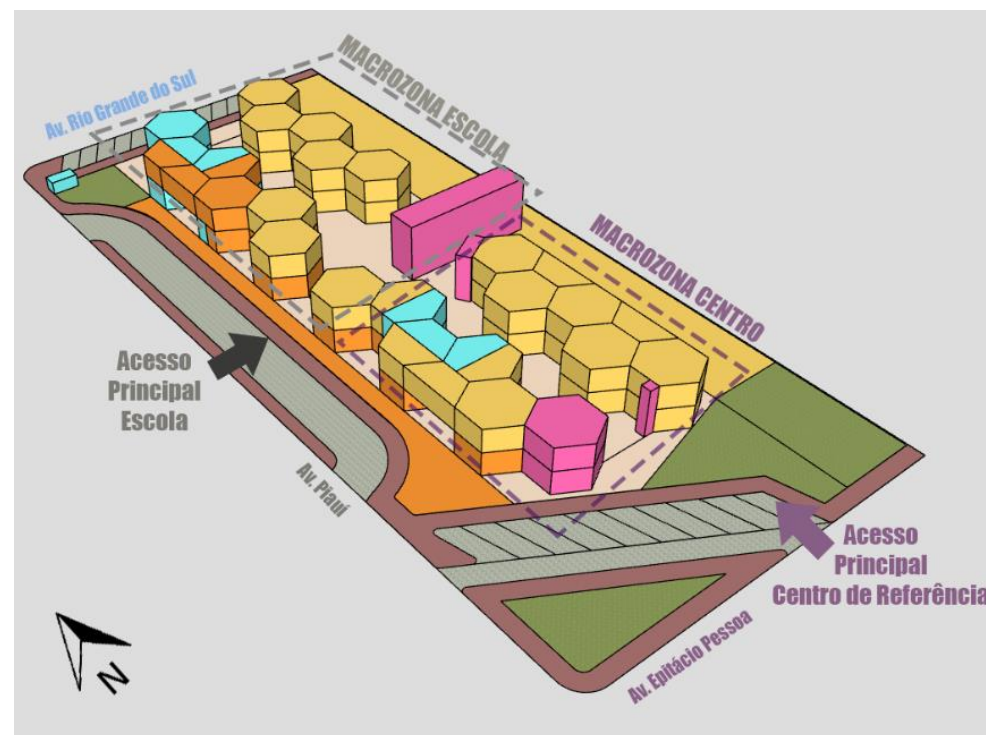 Av. Rio Grande do Sul
MACROZONA ESCOLA
MACROZONA CENTRO
Acesso
Principal
Escola
Av. Piauí
Acesso
Principal
Centro de Referência
Av. Epitácio Pessoa
N